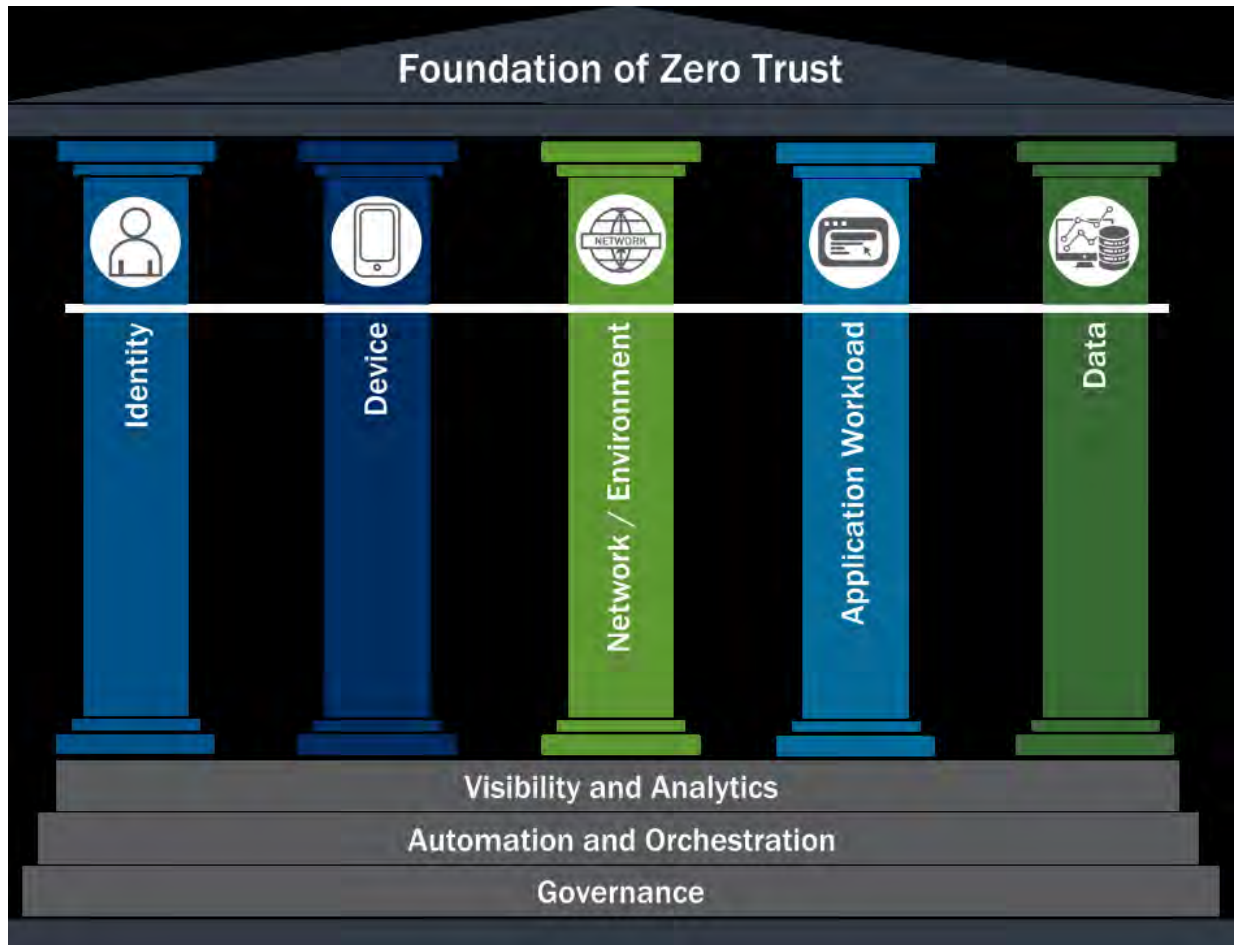 Foundation of Zero Trust
NETWORK
Identity
Device
Network / Environment
Application Workload
Data
Visibility and Analytics
Automation and Orchestration
Governance